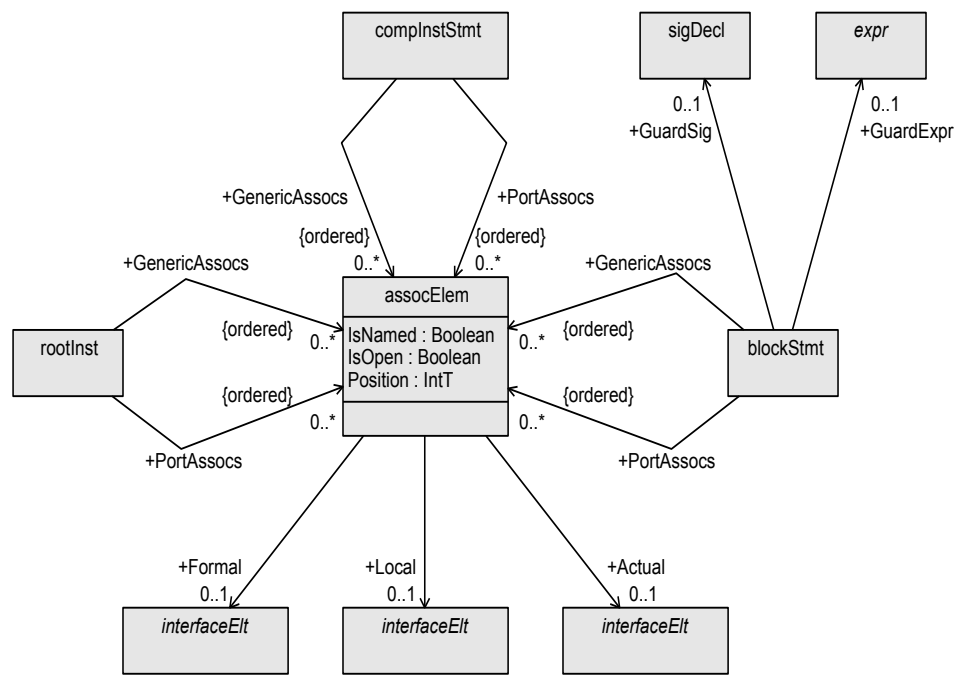 compInstStmt
sigDecl
expr
0..1
+GuardSig
0..1
+GuardExpr
+GenericAssocs
+PortAssocs
{ordered}
{ordered}
0..*
0..*
+GenericAssocs
+GenericAssocs
assocElem
{ordered}
0..*
0..*
{ordered}
rootInst
IsNamed : Boolean
IsOpen : Boolean
Position : IntT
blockStmt
{ordered}
0..*
0..*
{ordered}
+PortAssocs
+PortAssocs
+Formal
0..1
+Local
0..1
+Actual
0..1
interfaceElt
interfaceElt
interfaceElt